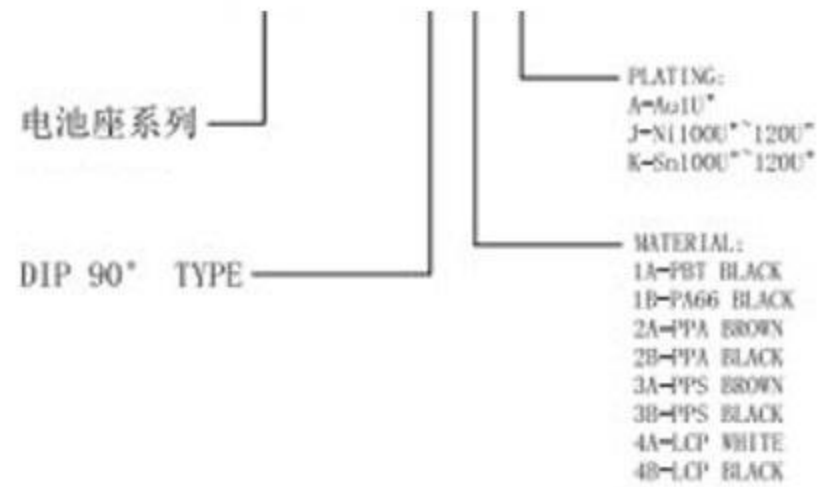 PLATING:
A-Au1U"
J-Ni100U"~120U"
K-Sn100U"~120U"
电池座系列
DIP 90° TYPE
MATERIAL:
1A-PBT BLACK
1B-PA66 BLACK
2A-PPA BROWN
2B-PPA BLACK
3A-PPS BROWN
3B-PPS BLACK
4A-LCP WHITE
4B-LCP BLACK